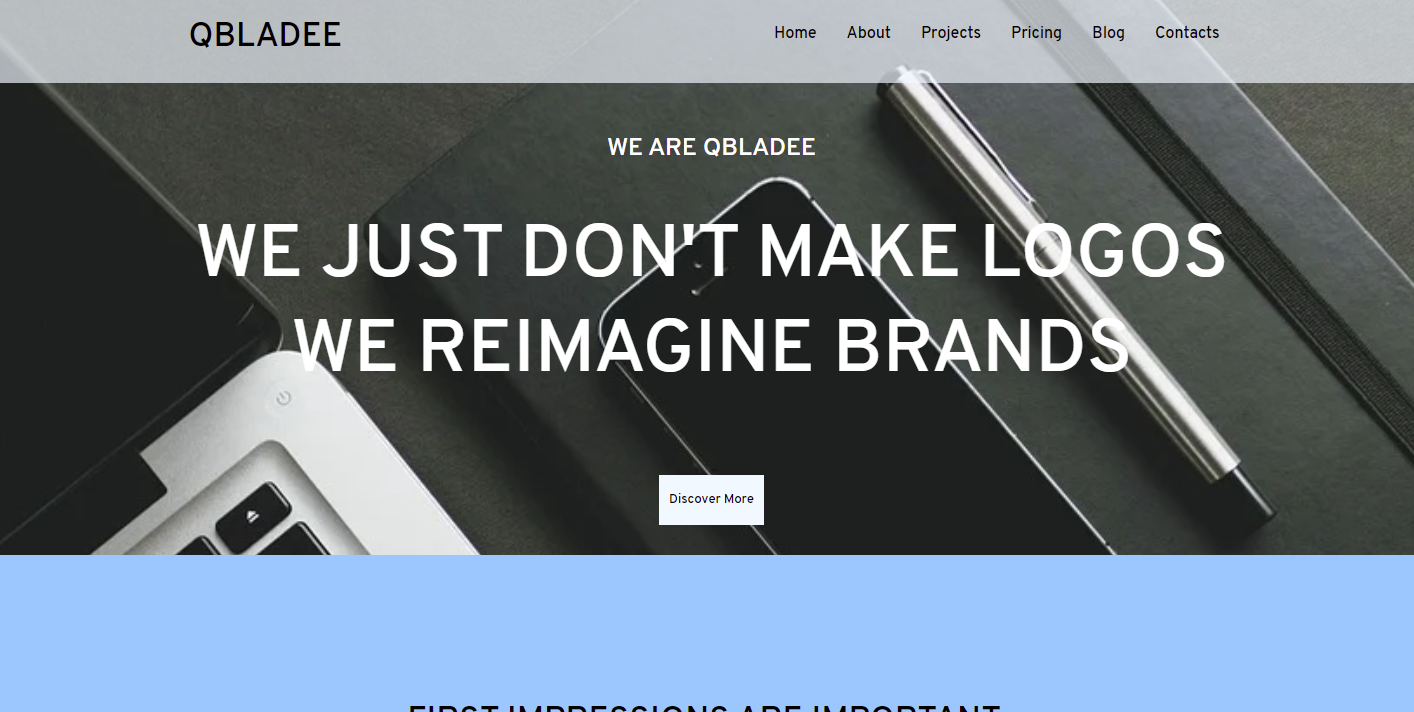 QBLADEE
Home About Projects Pricing Blog Contacts
WE ARE QBLADEE
WE JUST DON'T MAKE LOGOS
WE REIMAGINE BRANDS
Discover More
FIRST IMPRESSIONS ARE IMPORTANT